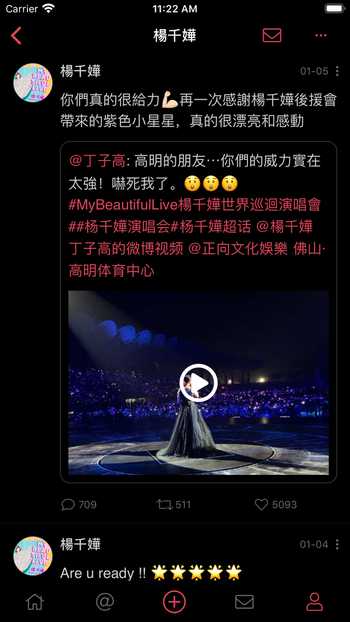 Carrier 11:22 AM
楊千嬅
楊千嬅 01-05
你們真的很給力💪🏻再一次感謝楊千嬅後援會
帶來的紫色小星星，真的很漂亮和感動
@丁子高: 高明的朋友…你們的威力實在
太強！嚇死我了。😲😲😲
#MyBeautifulLive楊千嬅世界巡迴演唱會
##杨千嬅演唱会#杨千嬅超话 @楊千嬅
丁子高的微博视频 @正向文化娛樂 佛山·
高明体育中心
709 511 5093
楊千嬅 01-04
Are u ready !! 🌟🌟🌟🌟🌟